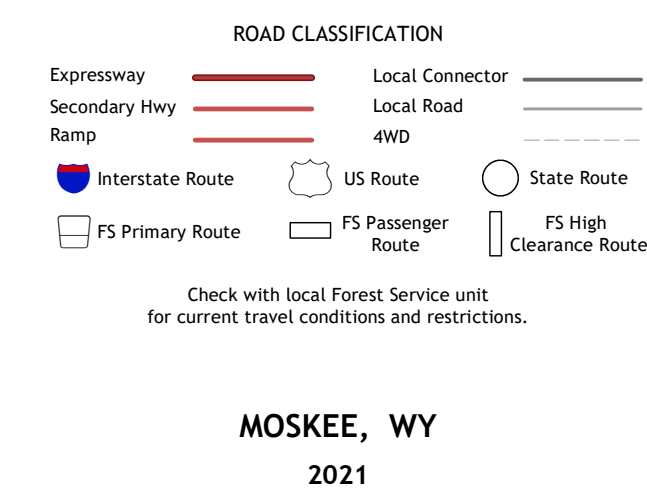 ROAD CLASSIFICATION
Expressway
Local Connector
Secondary Hwy
Local Road
Ramp
4WD
Interstate Route
US Route
State Route
FS Primary Route
FS Passenger
Route
FS High
Clearance Route
Check with local Forest Service unit
for current travel conditions and restrictions.
MOSKEE, WY
2021